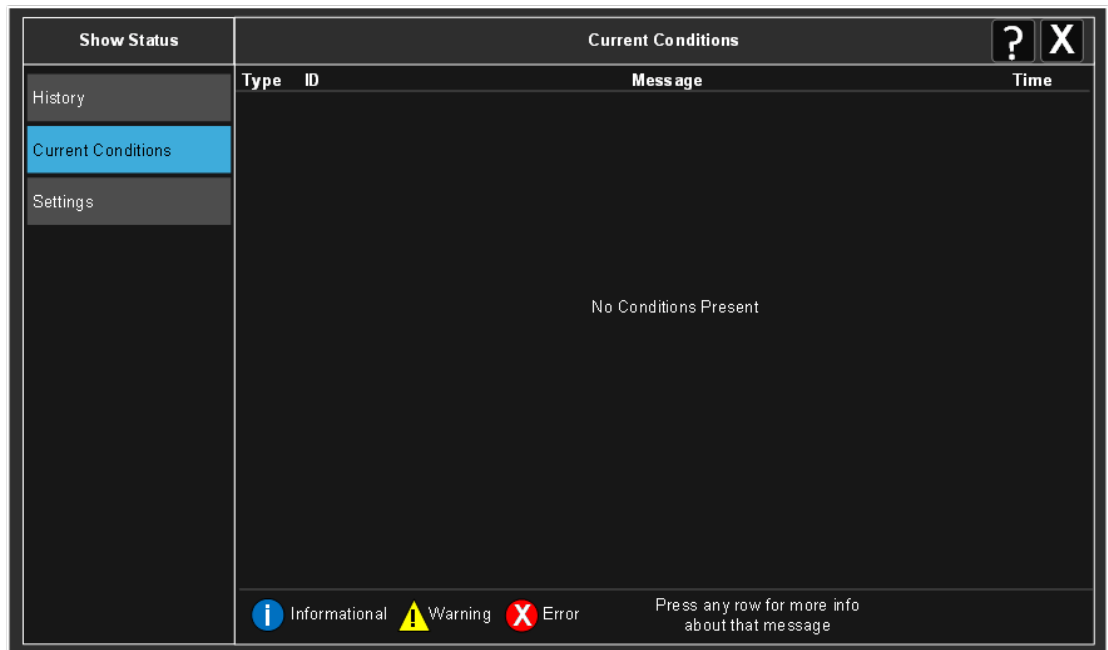 Show Status
Current Conditions
? X
Type ID Message Time
History
Current Conditions
Settings
No Conditions Present
i Informational ! Warning X Error
Press any row for more info
about that message